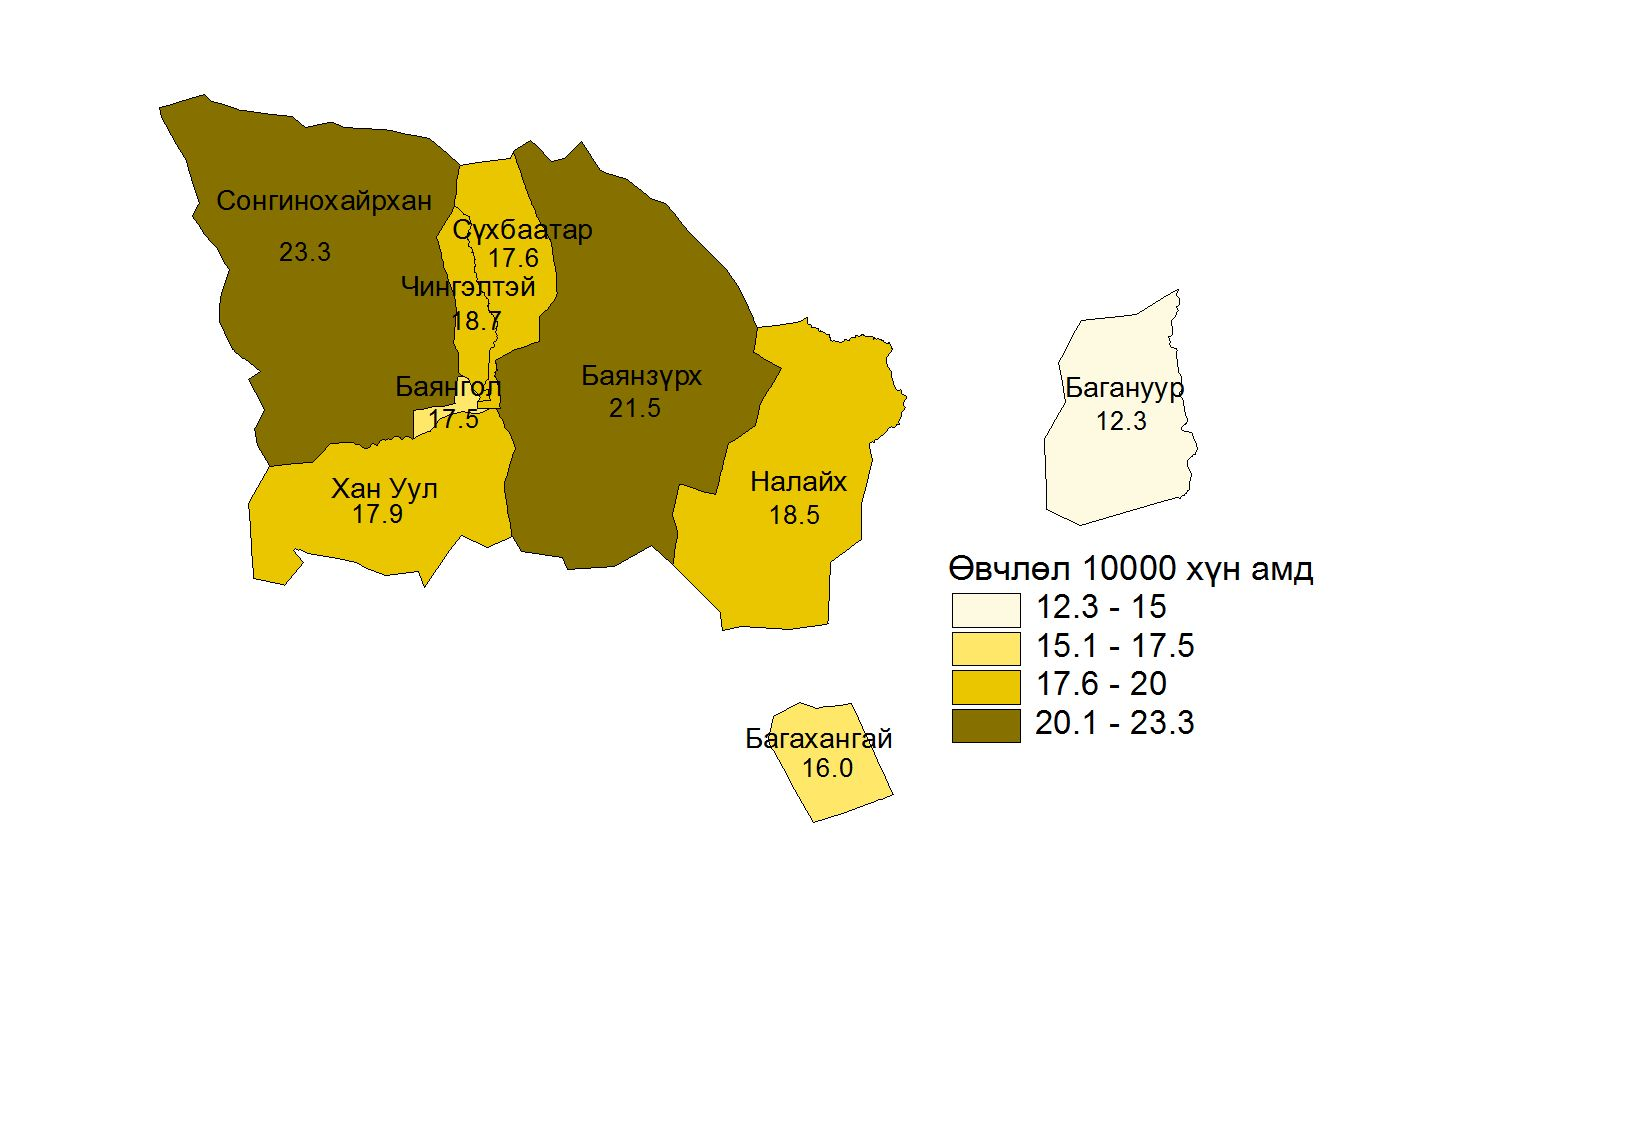 Сонгинохайрхан
23.3
Сүхбаатар
17.6
Чингэлтэй
18.7
Баянгол
17.5
Баянзүрх
21.5
Хан Уул
17.9
Налайх
18.5
Багануур
12.3
Өвчлөл 10000 хүн амд
12.3 - 15
15.1 - 17.5
17.6 - 20
20.1 - 23.3
Багахангай
16.0